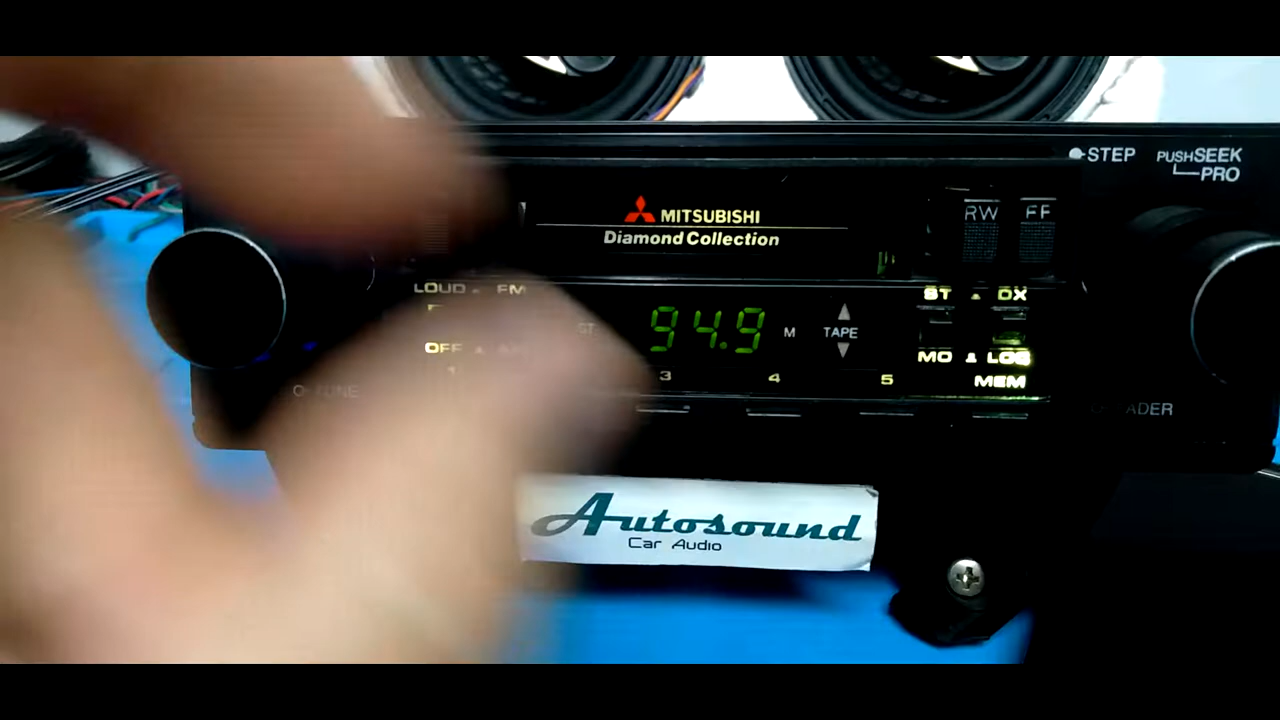 STEP PUSH SEEK
PRO
MITSUBISHI
Diamond Collection
RW FF
LOUD FM
ST DX
94.9 M TAPE
OFF
MO LOC
3 4 5 MEM
Autosound
Car Audio